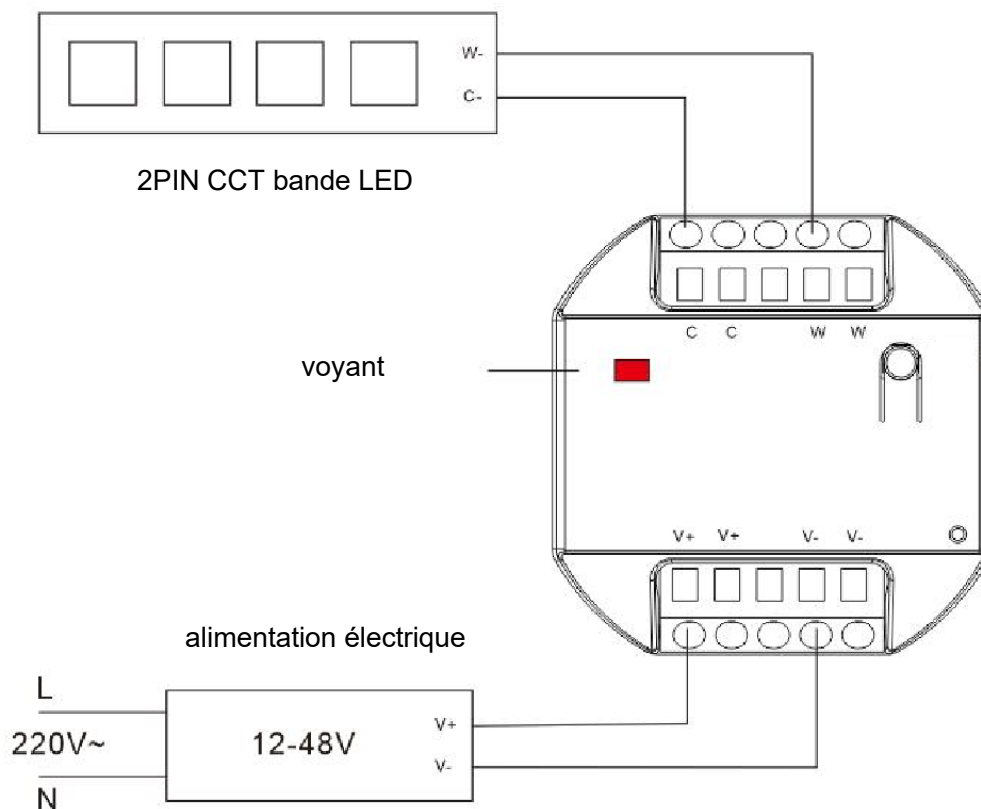 W-
C-
2PIN CCT bande LED
C C W W
voyant
V+ V+ V- V-
alimentation électrique
L
220V~
N
12-48V
V+
V-